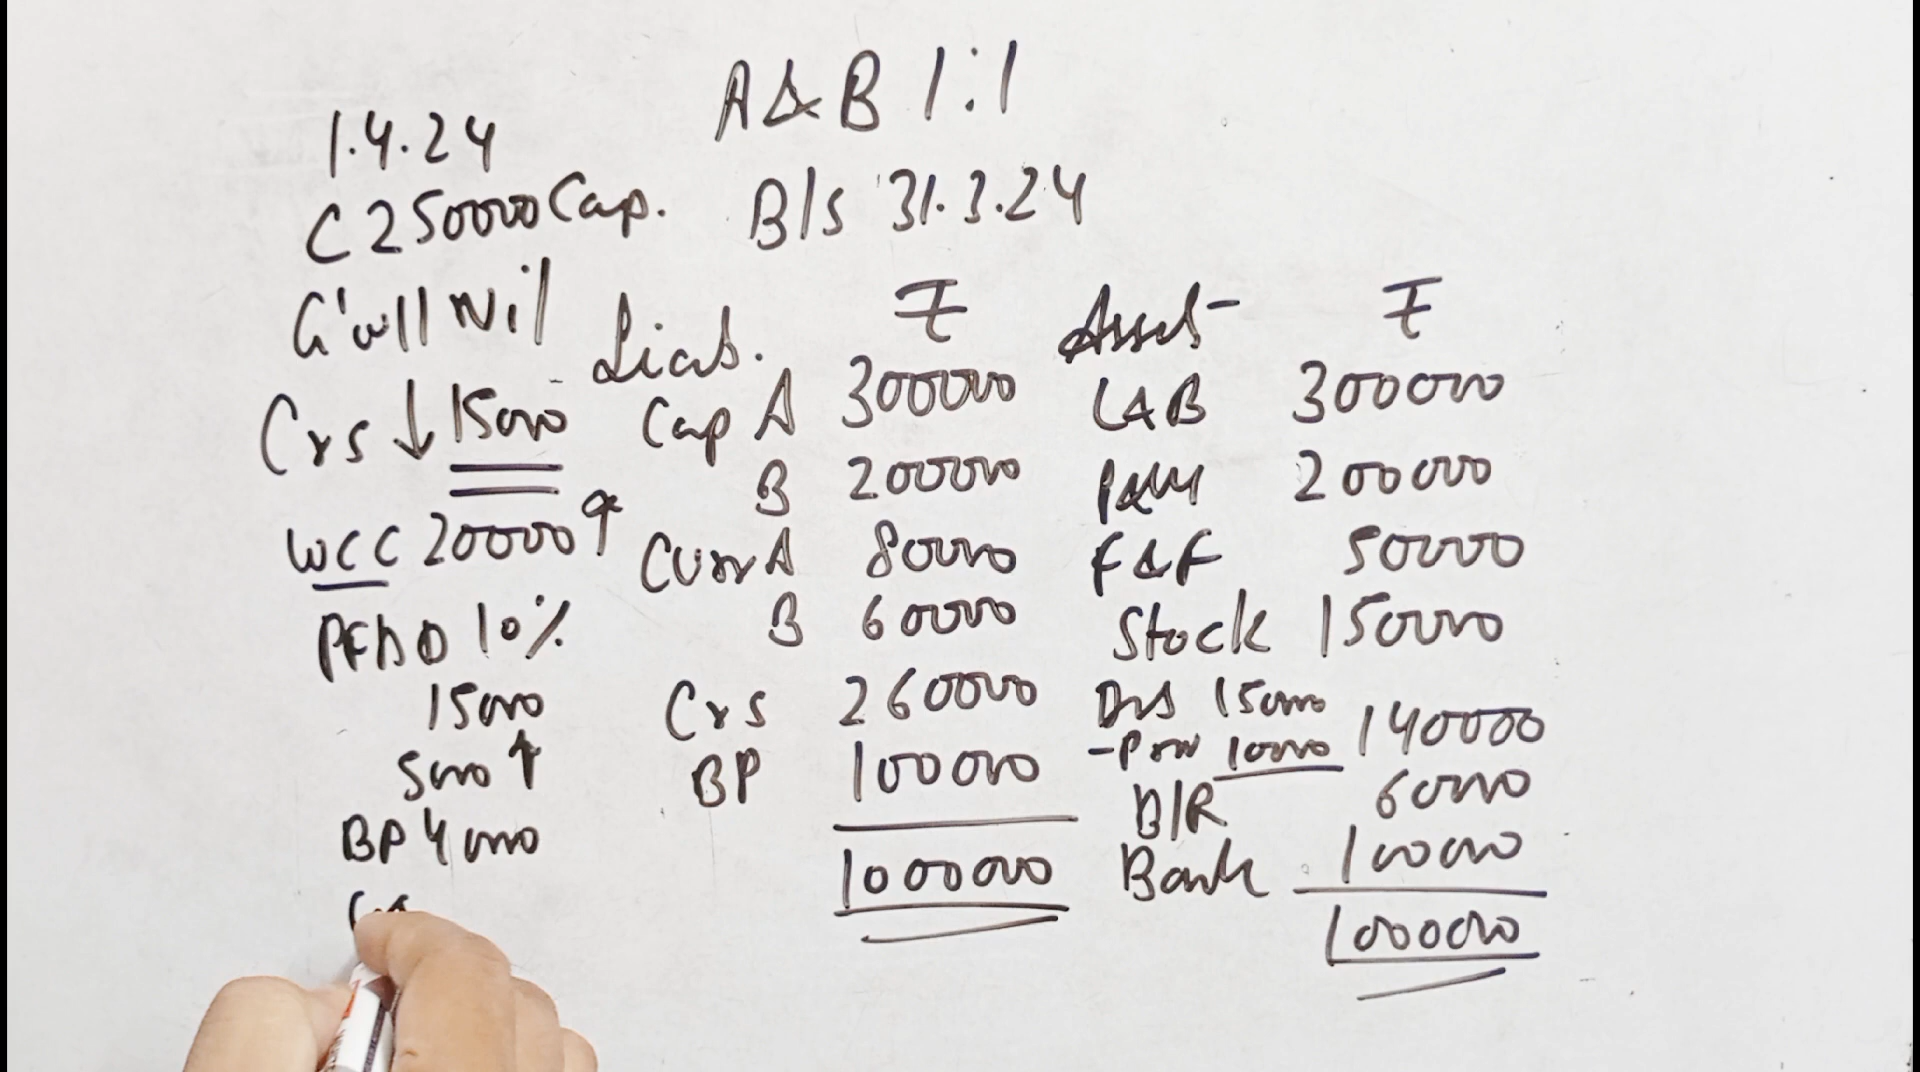 A & B 1:1
1.4.24
C 250000 Cap.
B/S 31.3.24
G'will Nil
Crs ↓ 15000
WCC 20000 ↑
PFDD 10%
15000
5000 ↑
BP 4000
Liab. ₹ Assets ₹
Cap A 300000 L&B 300000
B 200000 P&M 200000
Curr A 80000 F&F 50000
B 60000 Stock 150000
Crs 260000 Drs 150000
-Prov 10000 140000
BP 100000 B/R 60000
Bank 100000
1000000 1000000